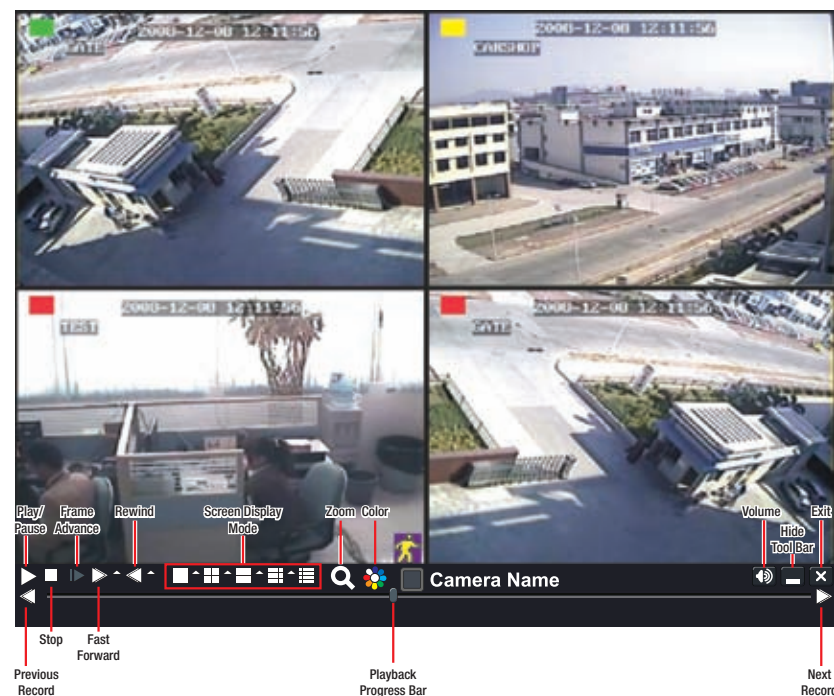 2008-12-08 12:11:56
GATE
2008-12-08 12:11:56
CARSHOP
2008-12-08 12:11:56
TEST
2008-12-08 12:11:56
GATE
Play/
Pause
Frame
Advance
Rewind
Screen Display
Mode
Zoom
Color
Volume
Hide
Tool Bar
Exit
Camera Name
Stop
Fast
Forward
Previous
Record
Playback
Progress Bar
Next
Record